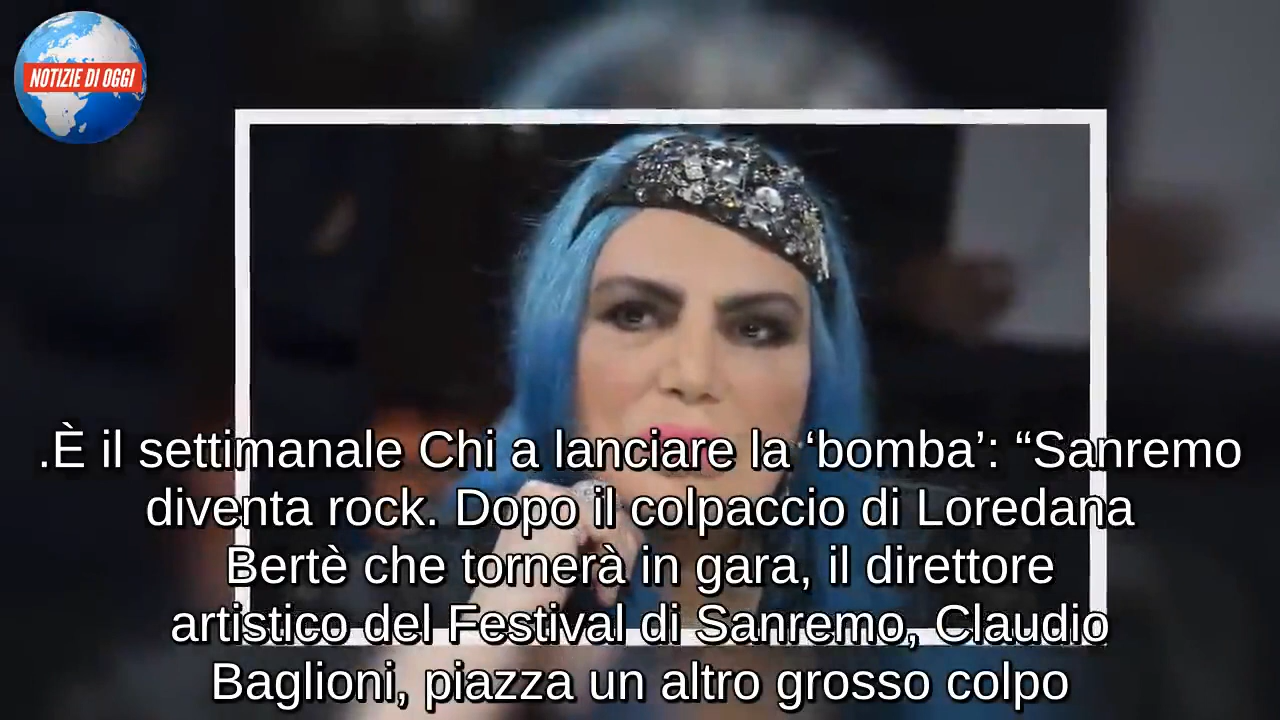 NOTIZIE DI OGGI
.È il settimanale Chi a lanciare la ‘bomba’: “Sanremo
diventa rock. Dopo il colpaccio di Loredana
Bertè che tornerà in gara, il direttore
artistico del Festival di Sanremo, Claudio
Baglioni, piazza un altro grosso colpo